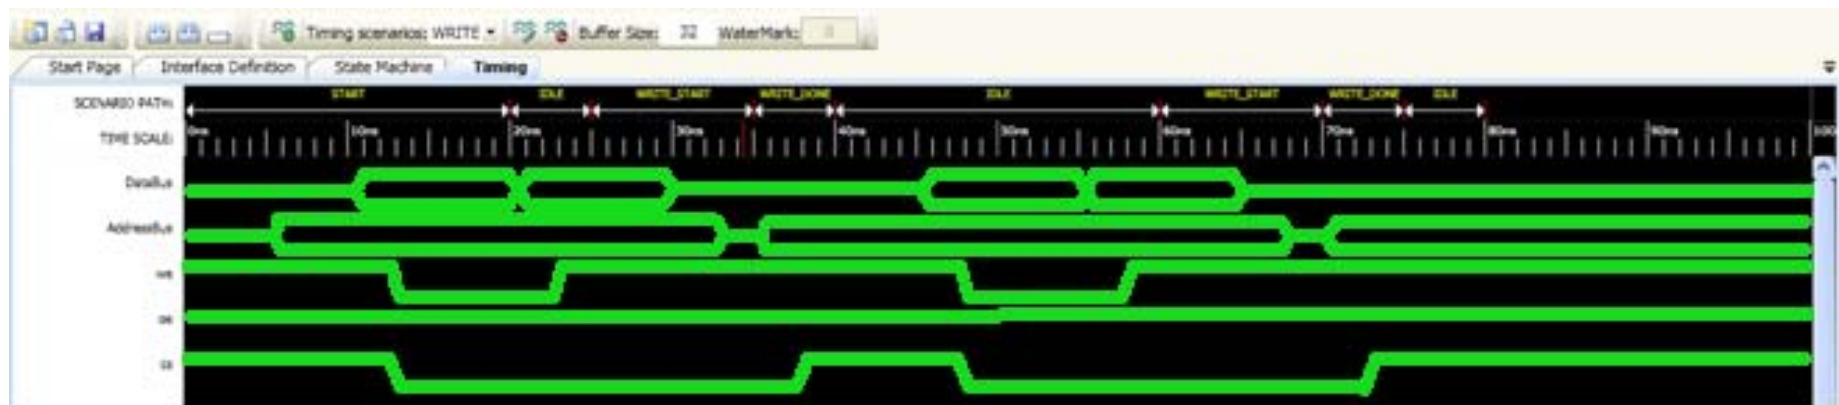 Timing scenarios: WRITE Buffer Size: 32 WaterMark: 8
Start Page Interface Definition State Machine Timing
SCENARIO PATH: START IDLE WRITE_START WRITE_DONE IDLE WRITE_START WRITE_DONE IDLE
TIME SCALE: 0ns 10ns 20ns 30ns 40ns 50ns 60ns 70ns 80ns 90ns 100
DataBus
AddressBus
WE
OE
CS